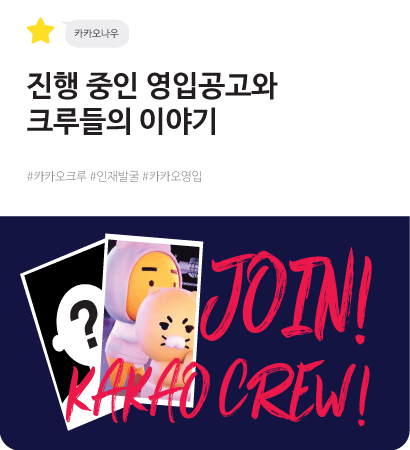 카카오나우
진행 중인 영입공고와
크루들의 이야기
#카카오크루 #인재발굴 #카카오영입
?
JOIN!
KAKAO CREW!